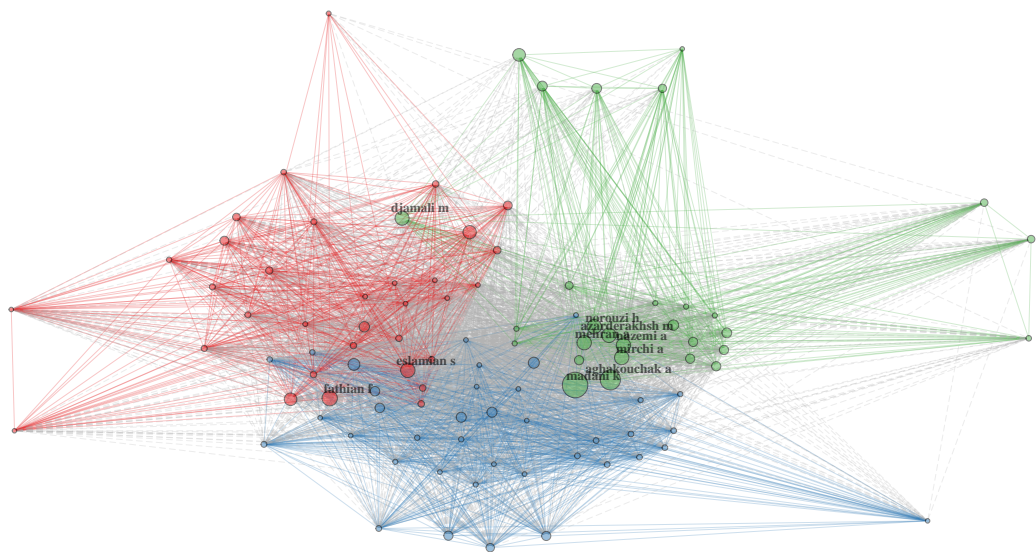 djamali m
norouzi h
azarderakhsh m
mehran a
nazemi a
mirchi a
eslamian s
aghakouchak a
madani k
fathian f